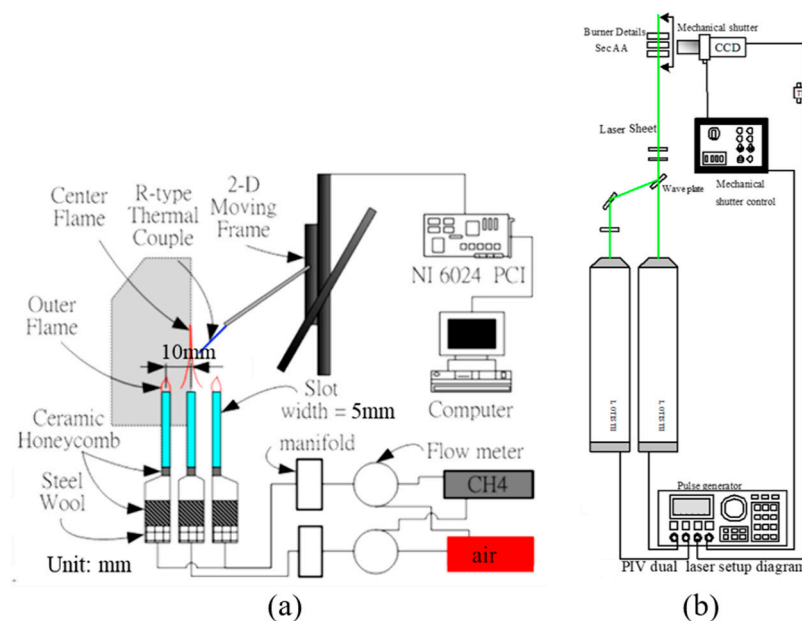 Center
Flame
R-type
Thermal
Couple
2-D
Moving
Frame
NI 6024 PCI
Outer
Flame
10mm
Computer
Slot
width = 5mm
Ceramic
Honeycomb
manifold
Flow meter
Steel
Wool
CH4
air
Unit: mm
(a)
Burner Details
Sec AA
Mechanical shutter
CCD
Laser Sheet
Wave plate
Mechanical
shutter control
Pulse generator
PIV dual laser setup diagram
(b)